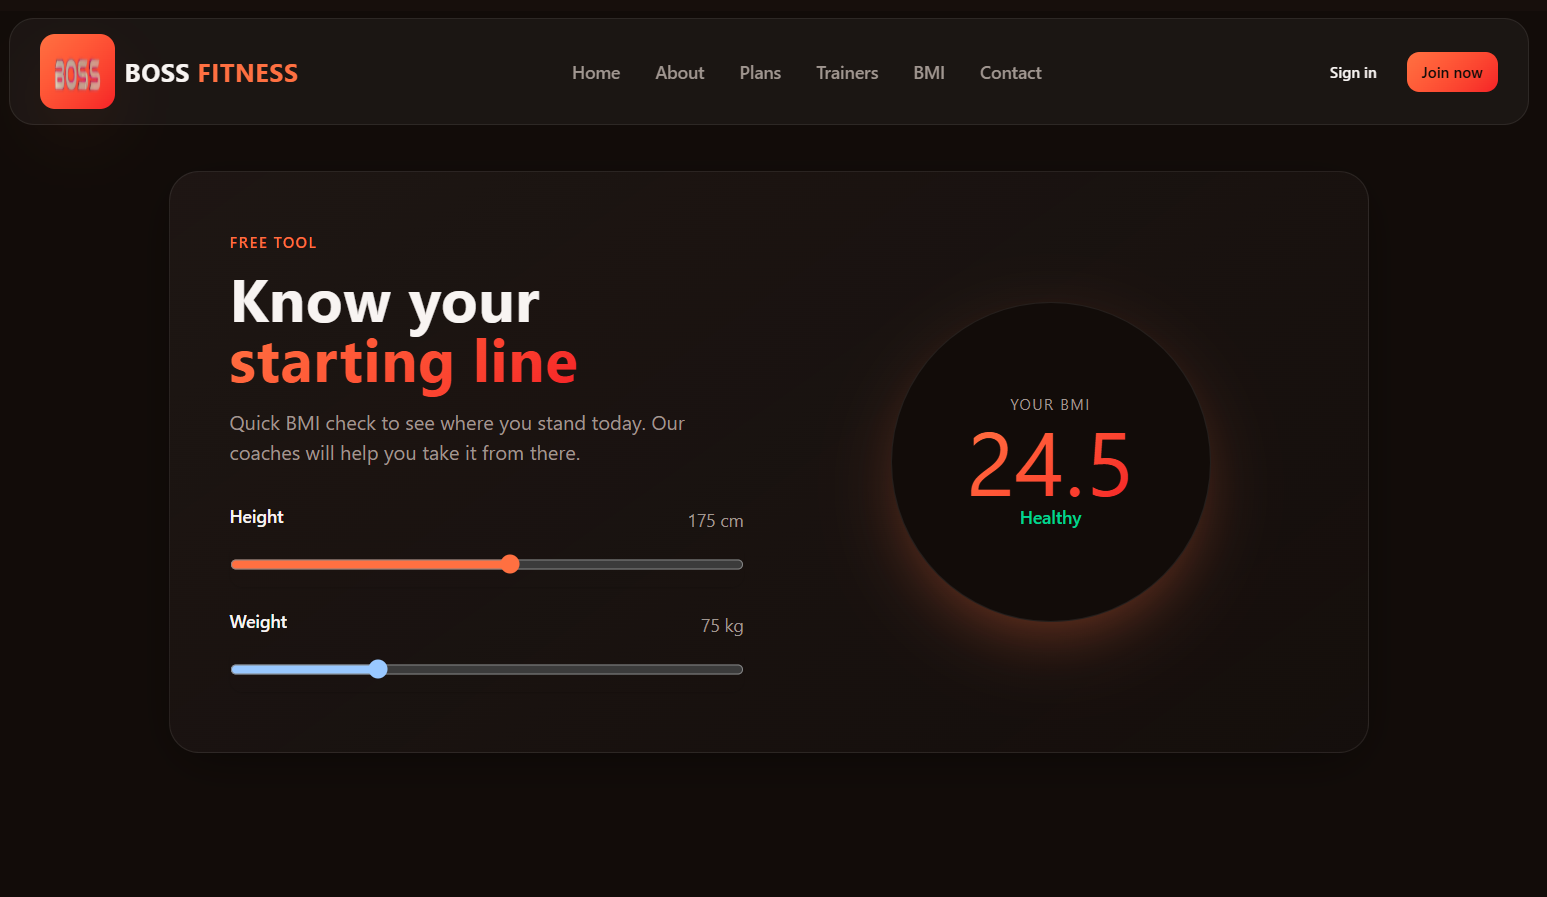 BOSS
BOSS FITNESS
Home
About
Plans
Trainers
BMI
Contact
Sign in
Join now
FREE TOOL
Know your
starting line
Quick BMI check to see where you stand today. Our
coaches will help you take it from there.
Height
175 cm
Weight
75 kg
YOUR BMI
24.5
Healthy